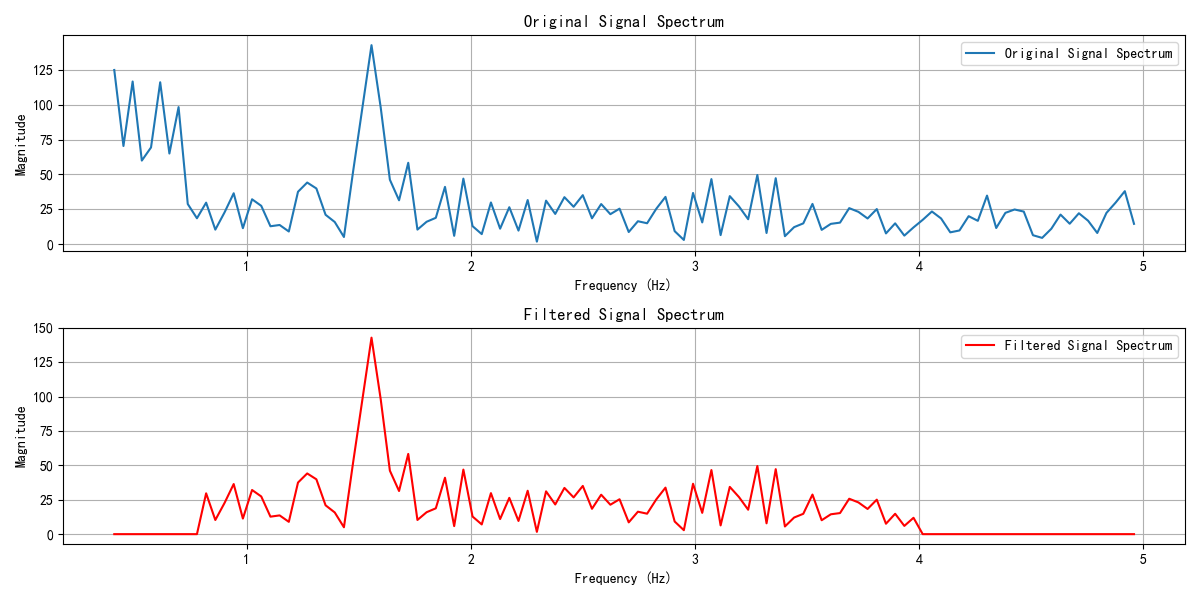 Original Signal Spectrum
Original Signal Spectrum
125
100
75
50
25
0
Magnitude
1 2 3 4 5
Frequency (Hz)
Filtered Signal Spectrum
Filtered Signal Spectrum
150
125
100
75
50
25
0
Magnitude
1 2 3 4 5
Frequency (Hz)